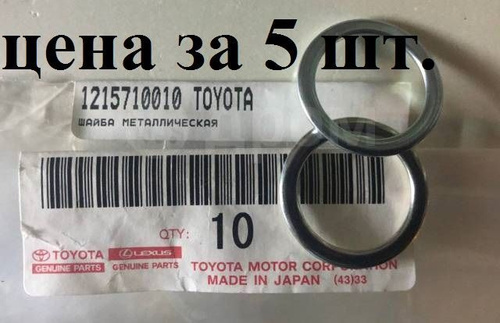 цена за 5 шт.
1215710010 TOYOTA
ШАЙБА МЕТАЛЛИЧЕСКАЯ
QTY: 10
TOYOTA LEXUS
GENUINE PARTS GENUINE PARTS
TOYOTA MOTOR CORPORATION
MADE IN JAPAN (43)33